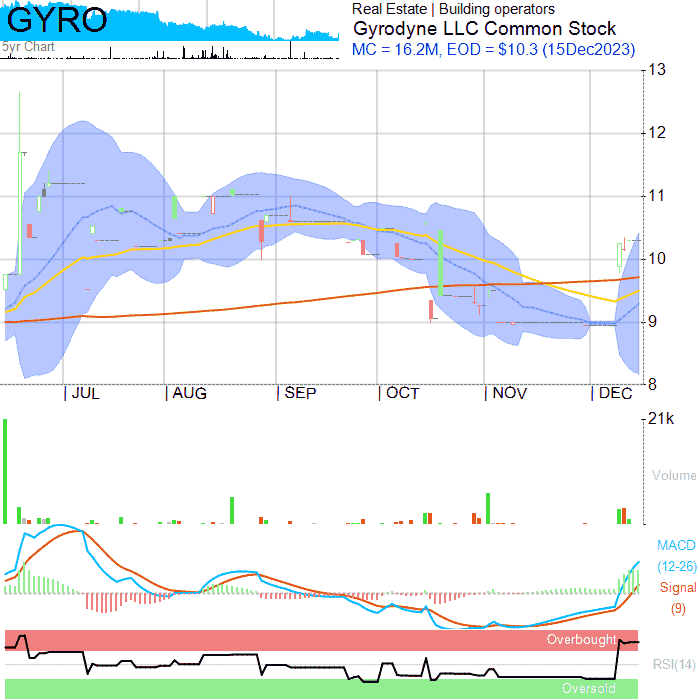 GYRO
5yr Chart
Real Estate | Building operators
Gyrodyne LLC Common Stock
MC = 16.2M, EOD = $10.3 (15Dec2023)
13
12
11
10
9
8
JUL
AUG
SEP
OCT
NOV
DEC
21k
Volume
MACD
(12-26)
Signal
(9)
Overbought
RSI(14)
Oversold